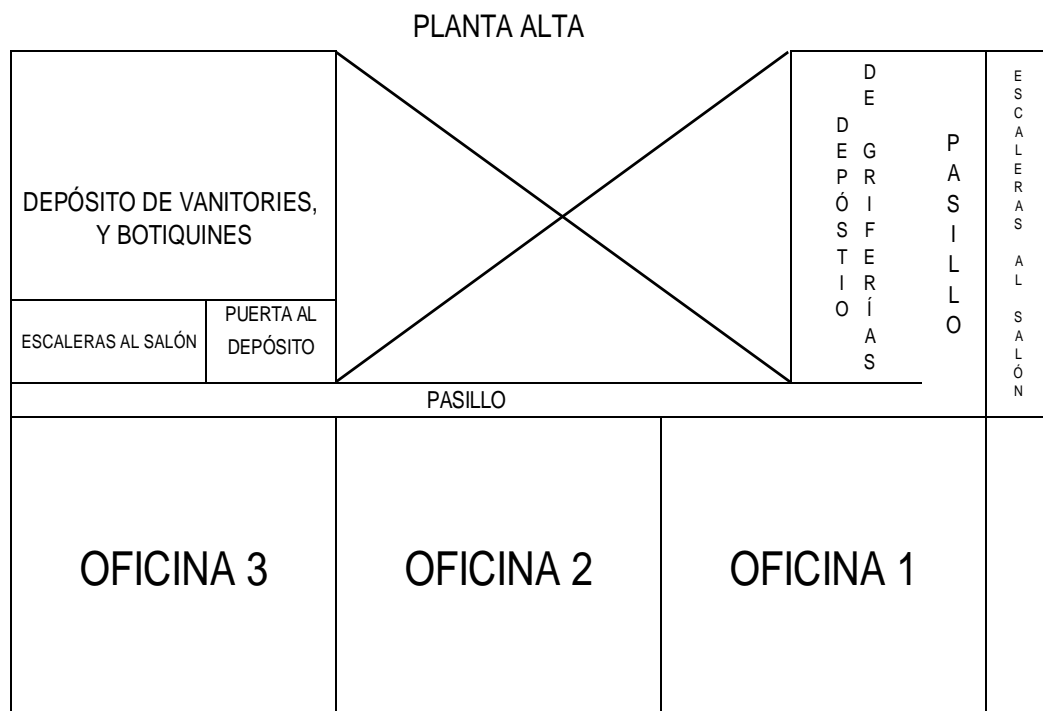 PLANTA ALTA
DEPÓSITO DE VANITORIES,
Y BOTIQUINES
DEPÓSTIO
DE GRIFERÍAS
PASILLO
ESCALERAS AL SALÓN
ESCALERAS AL SALÓN
PUERTA AL
DEPÓSITO
PASILLO
OFICINA 3
OFICINA 2
OFICINA 1